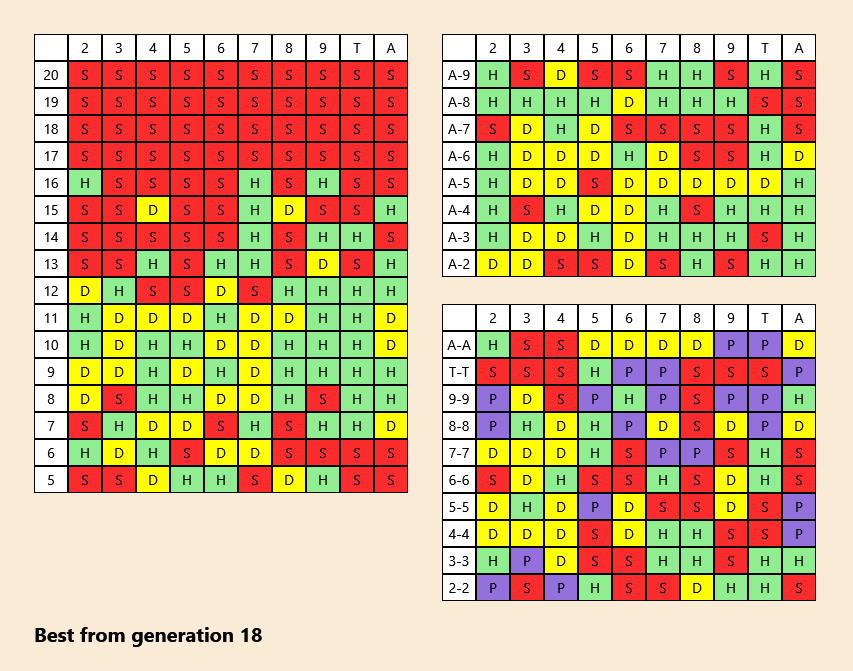 2 3 4 5 6 7 8 9 T A
20 S S S S S S S S S S
19 S S S S S S S S S S
18 S S S S S S S S S S
17 S S S S S S S S S S
16 H S S S S H S H S S
15 S S D S S H D S S H
14 S S S S S H S H H S
13 S S H S H H S D S H
12 D H S S D S H H H H
11 H D D D H D D H H D
10 H D H H D D H H H D
9 D D H D H D H H H H
8 D S H H D D H S H H
7 S H D D S H S H H D
6 H D H S D D S S S S
5 S S D H H S D H S S
2 3 4 5 6 7 8 9 T A
A-9 H S D S S H H S H S
A-8 H H H H D H H H S S
A-7 S D H D S S S S H S
A-6 H D D D H D S S H D
A-5 H D D S D D D D D H
A-4 H S H D D H S H H H
A-3 H D D H D H H H S H
A-2 D D S S D S H S H H
2 3 4 5 6 7 8 9 T A
A-A H S S D D D D P P D
T-T S S S H P P S S S P
9-9 P D S P H P S P P H
8-8 P H D H P D S D P D
7-7 D D D H S P P S H S
6-6 S D H S S H S D H S
5-5 D H D P D S S D S P
4-4 D D D S D H H S S P
3-3 H P D S S H H S H H
2-2 P S P H S S D H H S
Best from generation 18